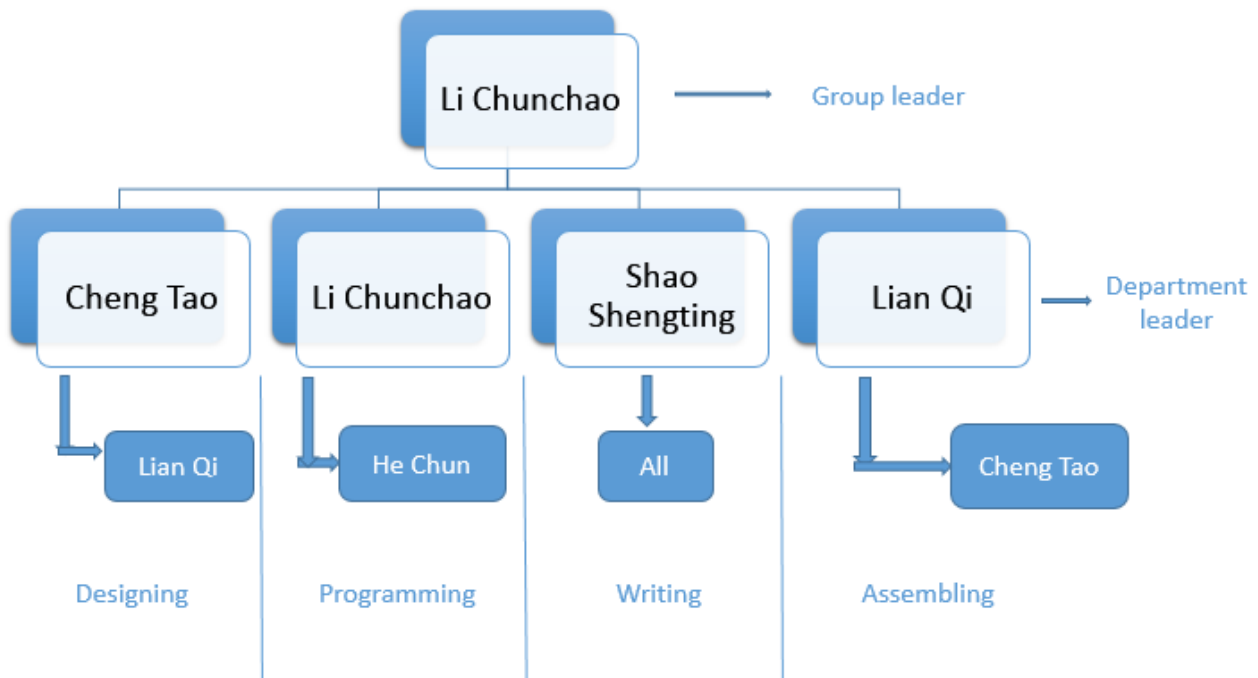 Li Chunchao
Group leader
Cheng Tao
Li Chunchao
Shao
Shengting
Lian Qi
Department
leader
Lian Qi
He Chun
All
Cheng Tao
Designing
Programming
Writing
Assembling